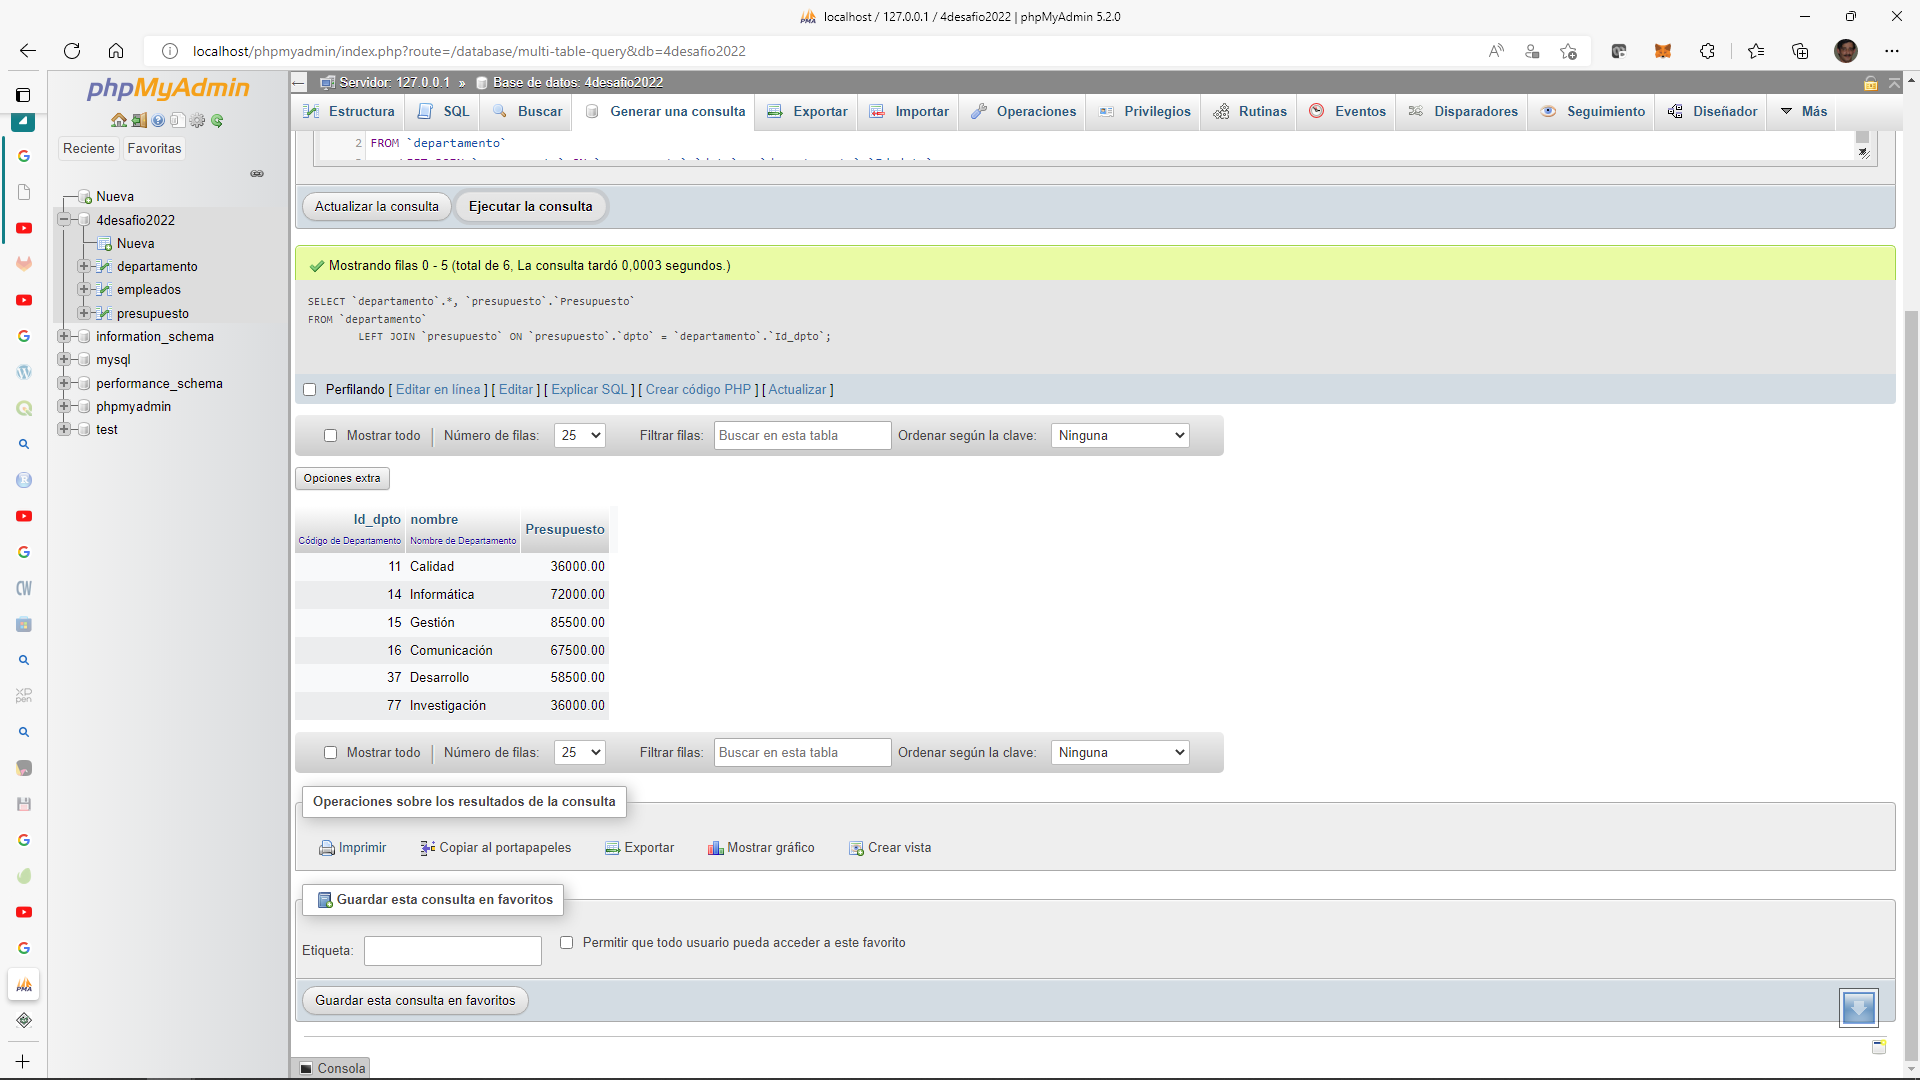 localhost / 127.0.0.1 / 4desafio2022 | phpMyAdmin 5.2.0
localhost/phpmyadmin/index.php?route=/database/multi-table-query&db=4desafio2022
phpMyAdmin
Reciente Favoritas
Nueva
4desafio2022
Nueva
departamento
empleados
presupuesto
information_schema
mysql
performance_schema
phpmyadmin
test
Servidor: 127.0.0.1 » Base de datos: 4desafio2022
Estructura SQL Buscar Generar una consulta Exportar Importar Operaciones Privilegios Rutinas Eventos Disparadores Seguimiento Diseñador Más
2 FROM `departamento`
Actualizar la consulta Ejecutar la consulta
Mostrando filas 0 - 5 (total de 6, La consulta tardó 0,0003 segundos.)
SELECT `departamento`.*, `presupuesto`.`Presupuesto`
FROM `departamento`
LEFT JOIN `presupuesto` ON `presupuesto`.`dpto` = `departamento`.`Id_dpto`;
Perfilando [ Editar en línea ] [ Editar ] [ Explicar SQL ] [ Crear código PHP ] [ Actualizar ]
Mostrar todo Número de filas: 25 Filtrar filas: Buscar en esta tabla Ordenar según la clave: Ninguna
Opciones extra
Id_dpto nombre Presupuesto
Código de Departamento Nombre de Departamento
11 Calidad 36000.00
14 Informática 72000.00
15 Gestión 85500.00
16 Comunicación 67500.00
37 Desarrollo 58500.00
77 Investigación 36000.00
Mostrar todo Número de filas: 25 Filtrar filas: Buscar en esta tabla Ordenar según la clave: Ninguna
Operaciones sobre los resultados de la consulta
Imprimir Copiar al portapapeles Exportar Mostrar gráfico Crear vista
Guardar esta consulta en favoritos
Etiqueta: Permitir que todo usuario pueda acceder a este favorito
Guardar esta consulta en favoritos
Consola
CW
XP
pen
PMA